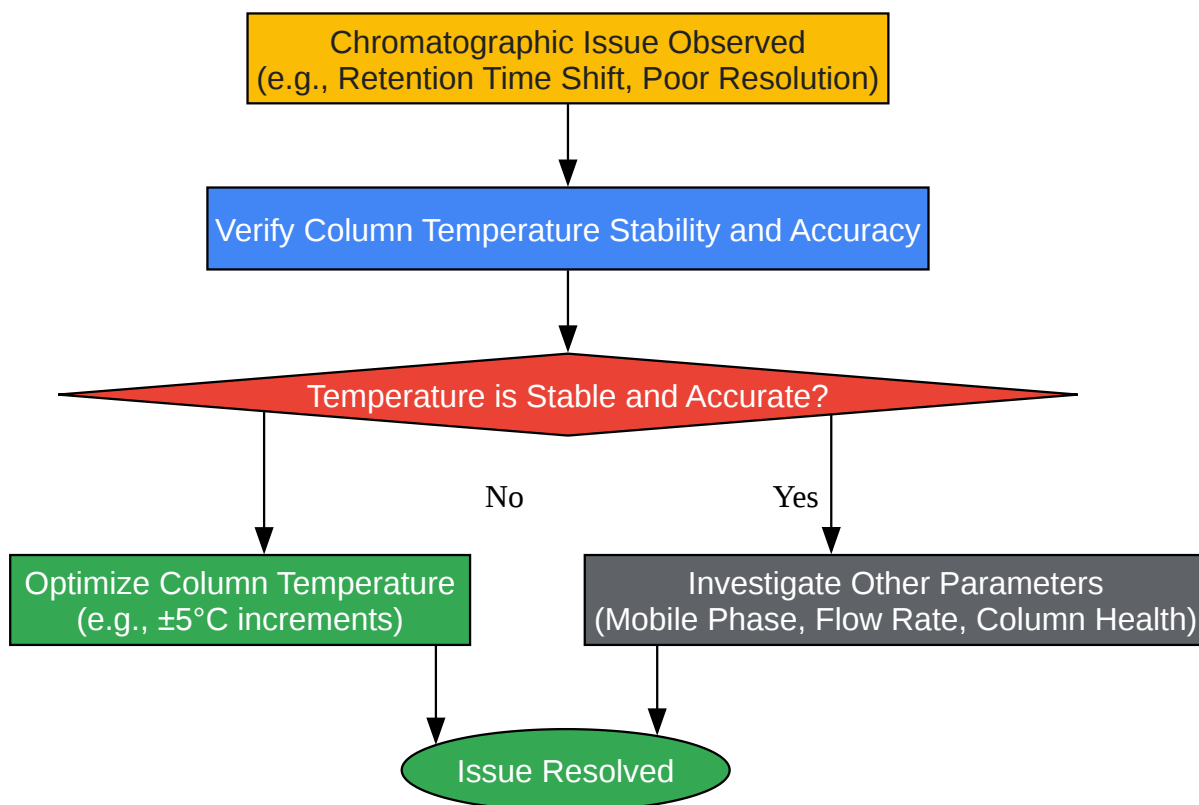 Chromatographic Issue Observed
(e.g., Retention Time Shift, Poor Resolution)
Verify Column Temperature Stability and Accuracy
Temperature is Stable and Accurate?
No
Yes
Optimize Column Temperature
(e.g., ±5°C increments)
Investigate Other Parameters
(Mobile Phase, Flow Rate, Column Health)
Issue Resolved